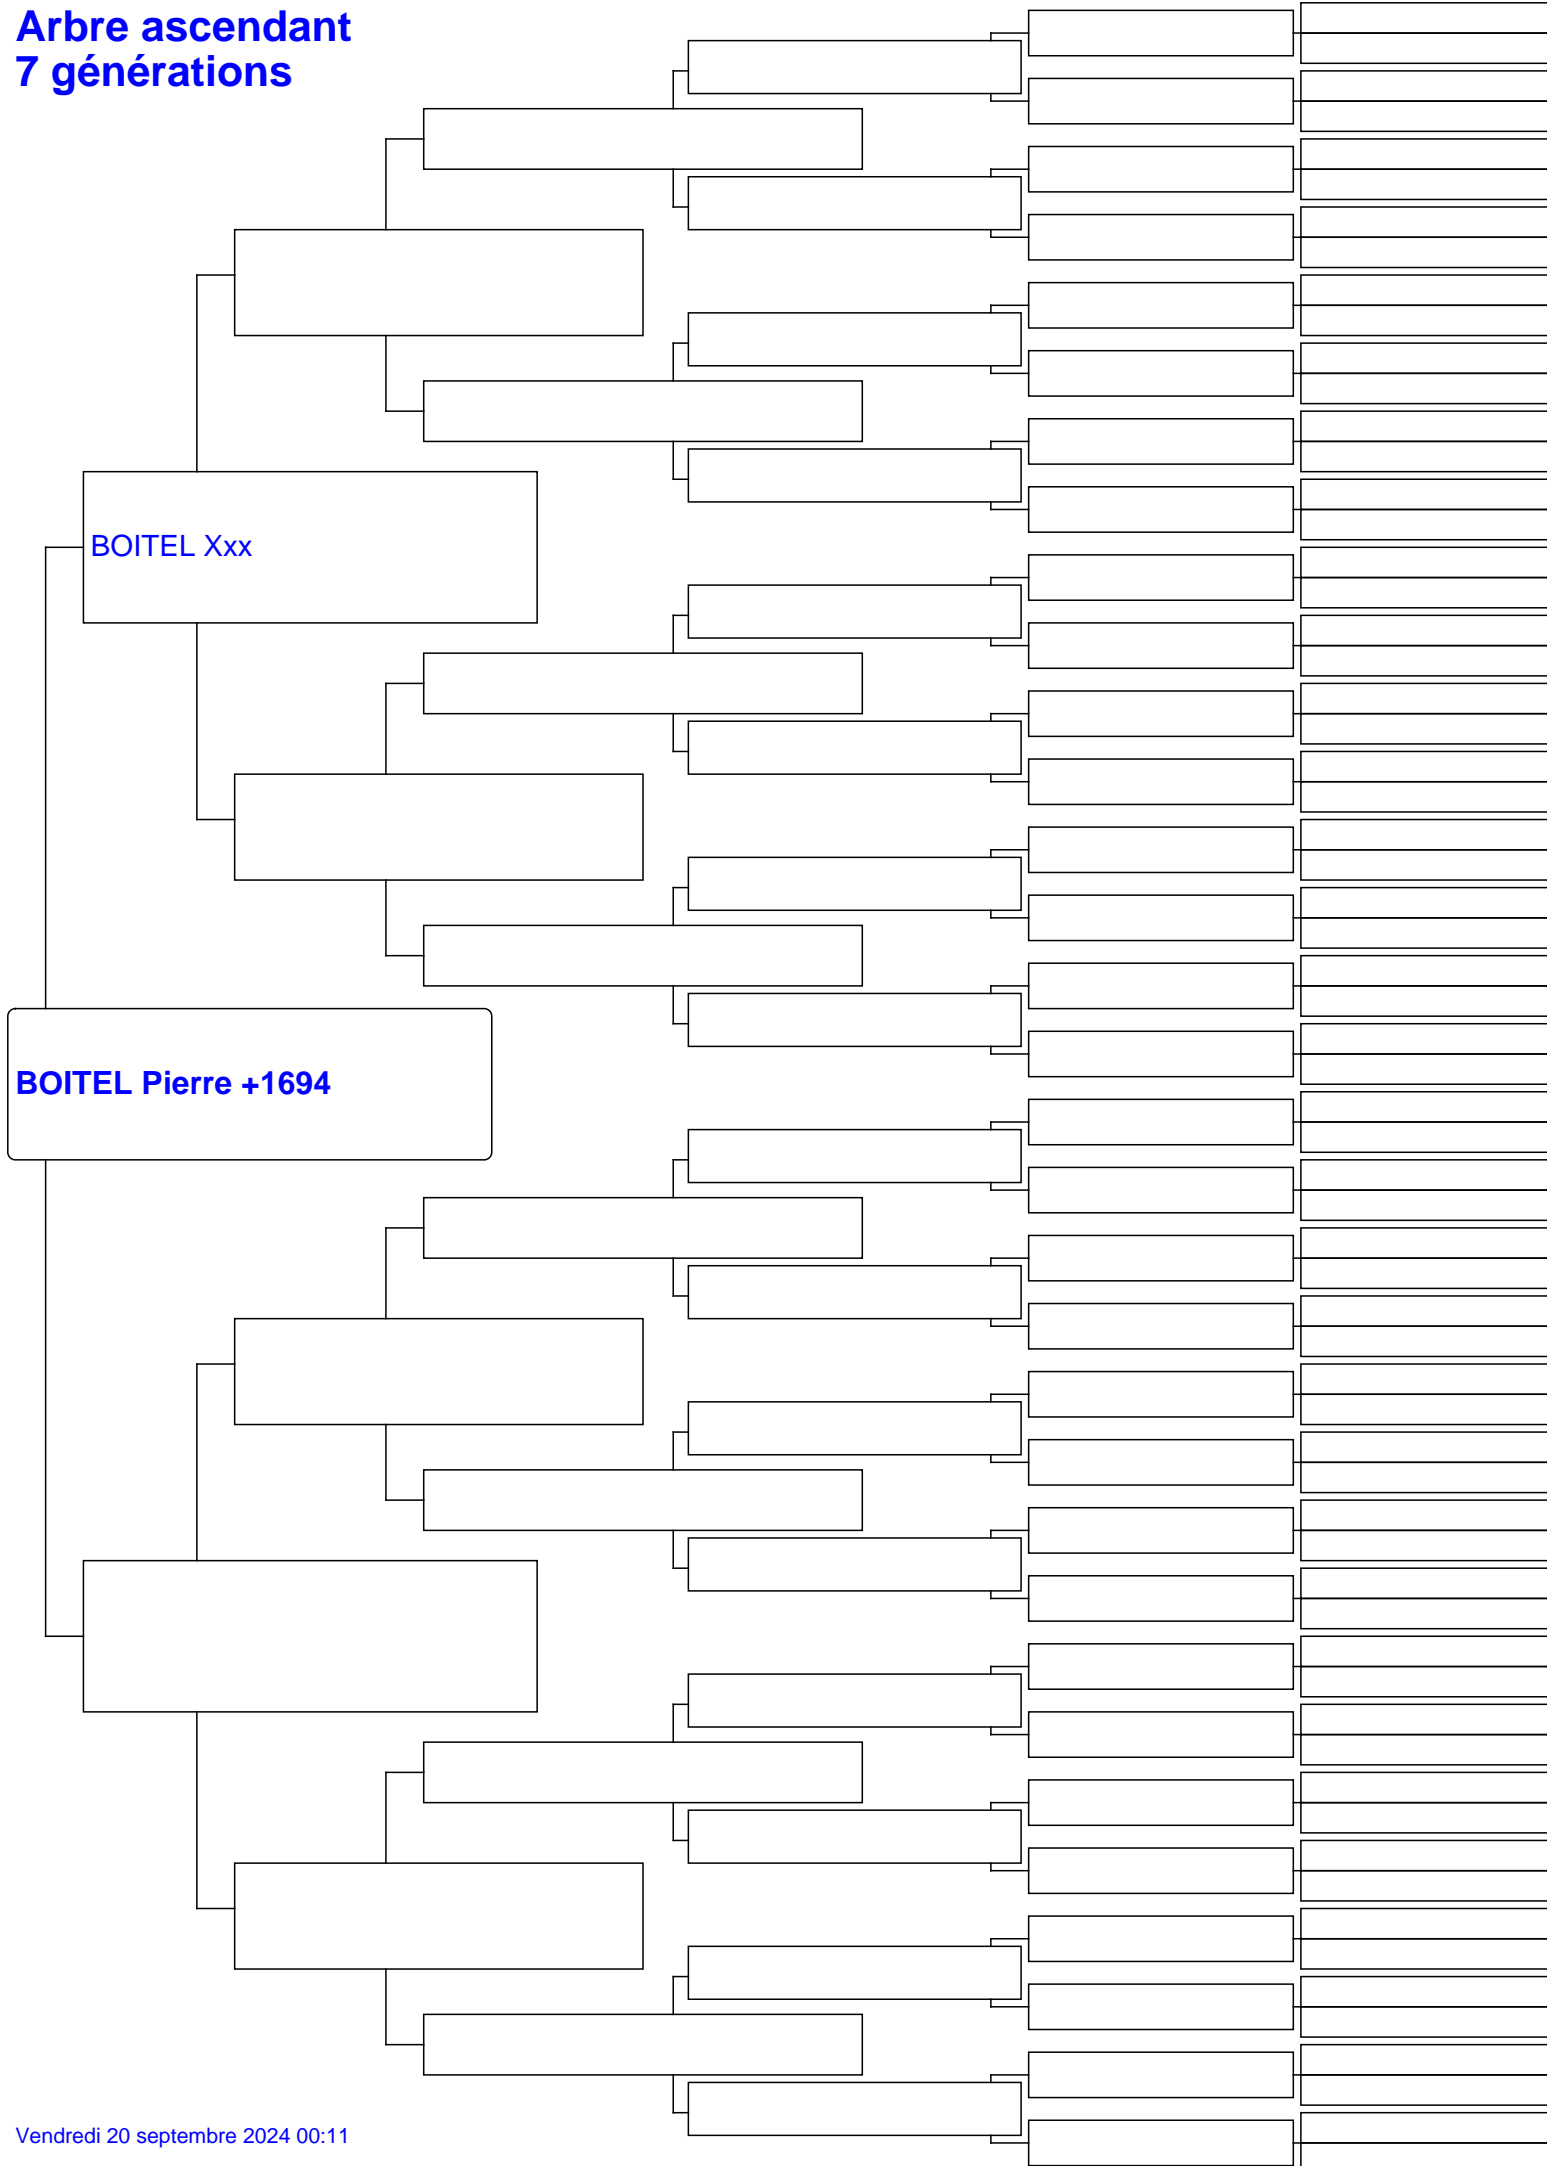 Arbre ascendant
7 générations
BOITEL Xxx
BOITEL Pierre +1694
Vendredi 20 septembre 2024 00:11